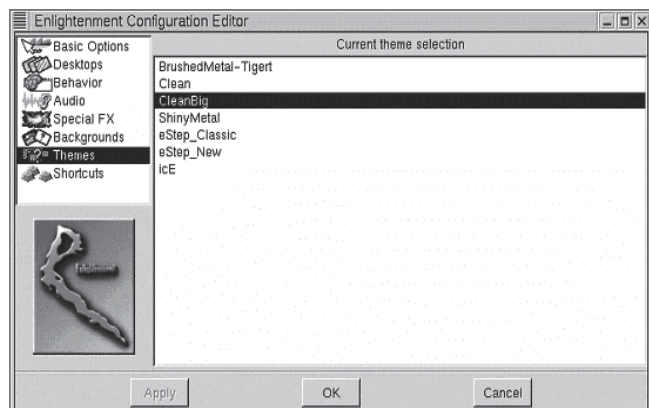 Enlightenment Configuration Editor
Basic Options
Desktops
Behavior
Audio
Special FX
Backgrounds
Themes
Shortcuts
Current theme selection
BrushedMetal-Tigert
Clean
CleanBig
ShinyMetal
eStep_Classic
eStep_New
icE
Apply
OK
Cancel